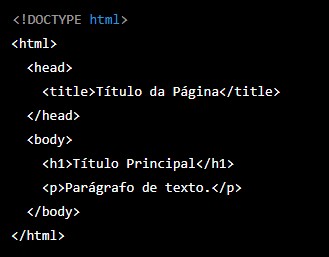 <!DOCTYPE html>
<html>
<head>
<title>Título da Página</title>
</head>
<body>
<h1>Título Principal</h1>
<p>Parágrafo de texto.</p>
</body>
</html>